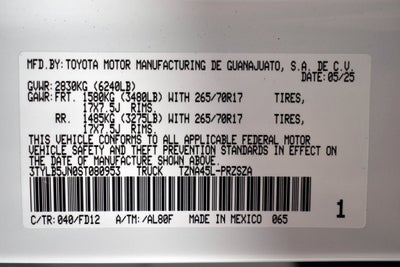 MFD.BY: TOYOTA MOTOR MANUFACTURING DE GUANAJUATO, S.A. DE C.V.
DATE: 05/25
GVWR: 2830KG (6240LB)
GAWR: FRT. 1580KG (3480LB) WITH 265/70R17 TIRES,
17X7.5J RIMS,
RR. 1485KG (3275LB) WITH 265/70R17 TIRES,
17X7.5J RIMS.
THIS VEHICLE CONFORMS TO ALL APPLICABLE FEDERAL MOTOR
VEHICLE SAFETY AND THEFT PREVENTION STANDARDS IN EFFECT ON
THE DATE OF MANUFACTURE SHOWN ABOVE.
3TYLB5JN0ST080953 TRUCK TZNA45L-PRZSZA
C/TR: 040/FD12 A/TM: /AL80F MADE IN MEXICO 065
1